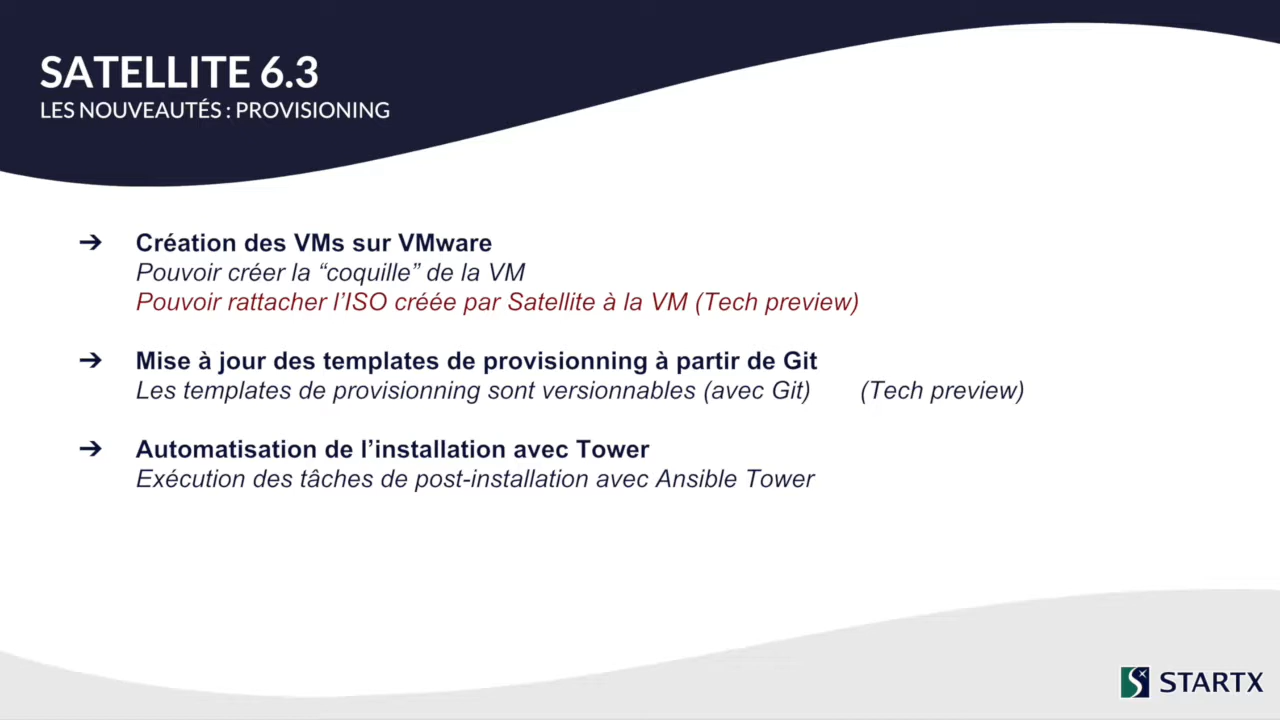 SATELLITE 6.3
LES NOUVEAUTÉS : PROVISIONING
➔ Création des VMs sur VMware
Pouvoir créer la “coquille” de la VM
Pouvoir rattacher l’ISO créée par Satellite à la VM (Tech preview)
➔ Mise à jour des templates de provisionning à partir de Git
Les templates de provisionning sont versionnables (avec Git) (Tech preview)
➔ Automatisation de l’installation avec Tower
Exécution des tâches de post-installation avec Ansible Tower
STARTX